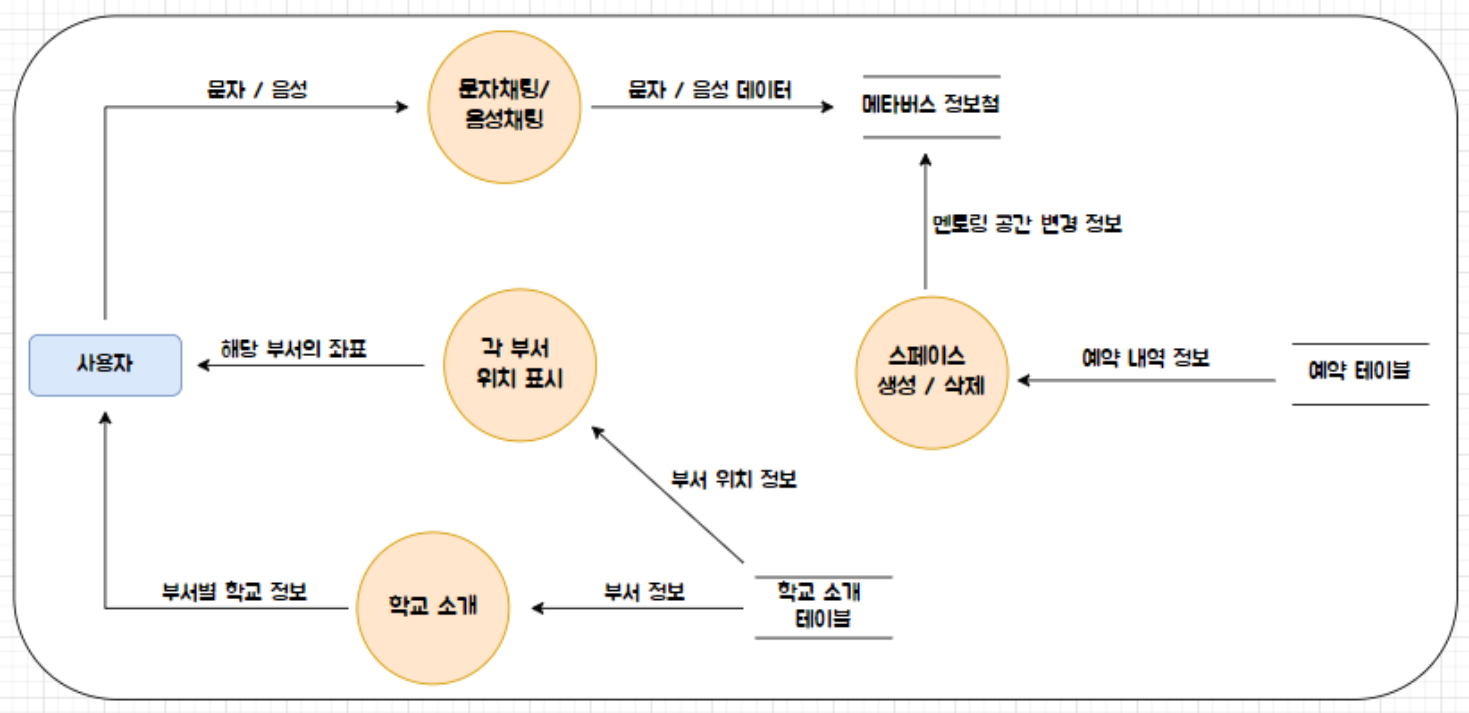 문자 / 음성
문자채팅/
음성채팅
문자 / 음성 데이터
메타버스 정보철
멘토링 공간 변경 정보
사용자
해당 부서의 좌표
각 부서
위치 표시
스페이스
생성 / 삭제
예약 내역 정보
예약 테이블
부서 위치 정보
부서별 학교 정보
학교 소개
부서 정보
학교 소개
테이블